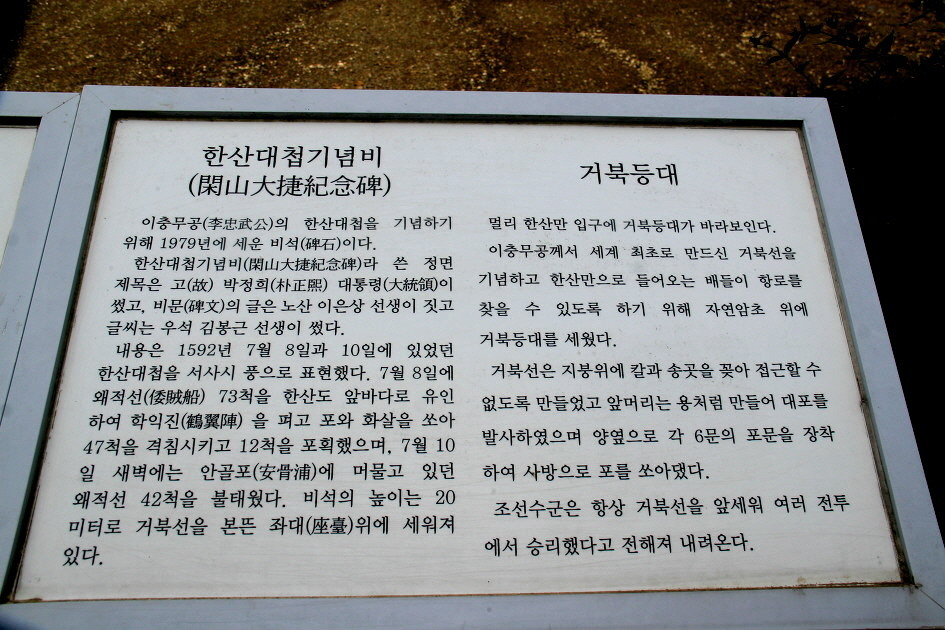 한산대첩기념비
(閑山大捷紀念碑)
이충무공(李忠武公)의 한산대첩을 기념하기
위해 1979년에 세운 비석(碑石)이다.
한산대첩기념비(閑山大捷紀念碑)라 쓴 정면
제목은 고(故) 박정희(朴正熙) 대통령(大統領)이
썼고, 비문(碑文)의 글은 노산 이은상 선생이 짓고
글씨는 우석 김봉근 선생이 썼다.
내용은 1592년 7월 8일과 10일에 있었던
한산대첩을 서사시 풍으로 표현했다. 7월 8일에
왜적선(倭賊船) 73척을 한산도 앞바다로 유인
하여 학익진(鶴翼陣) 을 펴고 포와 화살을 쏘아
47척을 격침시키고 12척을 포획했으며, 7월 10
일 새벽에는 안골포(安骨浦)에 머물고 있던
왜적선 42척을 불태웠다. 비석의 높이는 20
미터로 거북선을 본뜬 좌대(座臺)위에 세워져
있다.
거북등대
멀리 한산만 입구에 거북등대가 바라보인다.
이충무공께서 세계 최초로 만드신 거북선을
기념하고 한산만으로 들어오는 배들이 항로를
찾을 수 있도록 하기 위해 자연암초 위에
거북등대를 세웠다.
거북선은 지붕위에 칼과 송곳을 꽂아 접근할 수
없도록 만들었고 앞머리는 용처럼 만들어 대포를
발사하였으며 양옆으로 각 6문의 포문을 장착
하여 사방으로 포를 쏘아댔다.
조선수군은 항상 거북선을 앞세워 여러 전투
에서 승리했다고 전해져 내려온다.